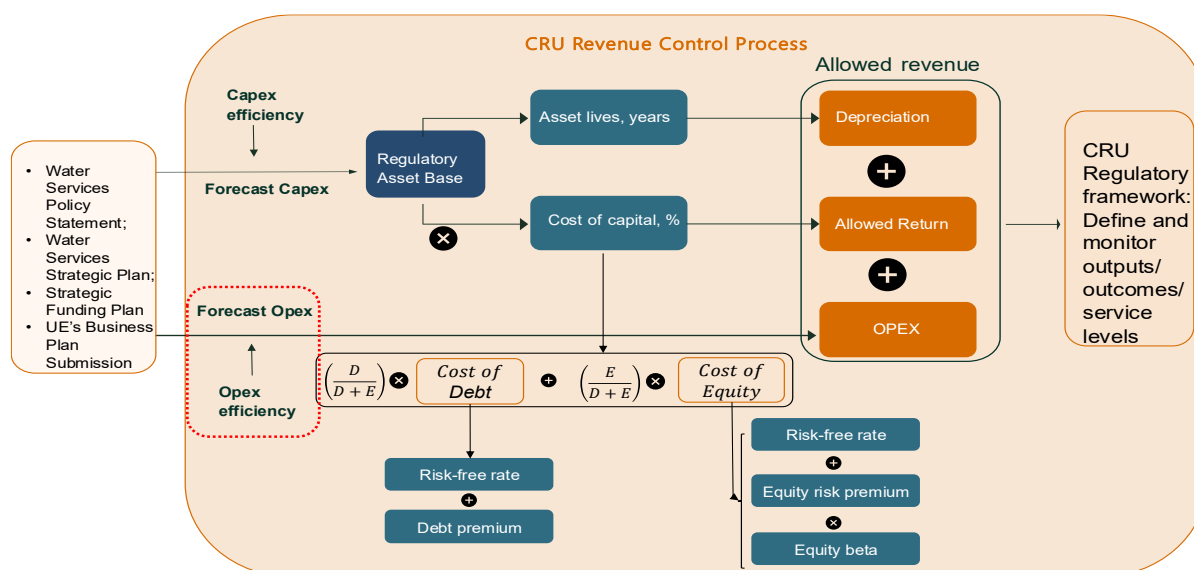 CRU Revenue Control Process
Allowed revenue
Capex
efficiency
Forecast Capex
• Water
Services
Policy
Statement;
• Water
Services
Strategic Plan;
• Strategic
Funding Plan
• UE's Business
Plan
Submission
Regulatory
Asset Base
Asset lives, years
Depreciation
+
×
Cost of capital, %
Allowed Return
+
Forecast Opex
OPEX
Opex
efficiency
CRU
Regulatory
framework:
Define and
monitor
outputs/
outcomes/
service
levels
(D / D + E) × Cost of Debt + (E / D + E) × Cost of Equity
Risk-free rate
+
Debt premium
Risk-free rate
+
Equity risk premium
×
Equity beta